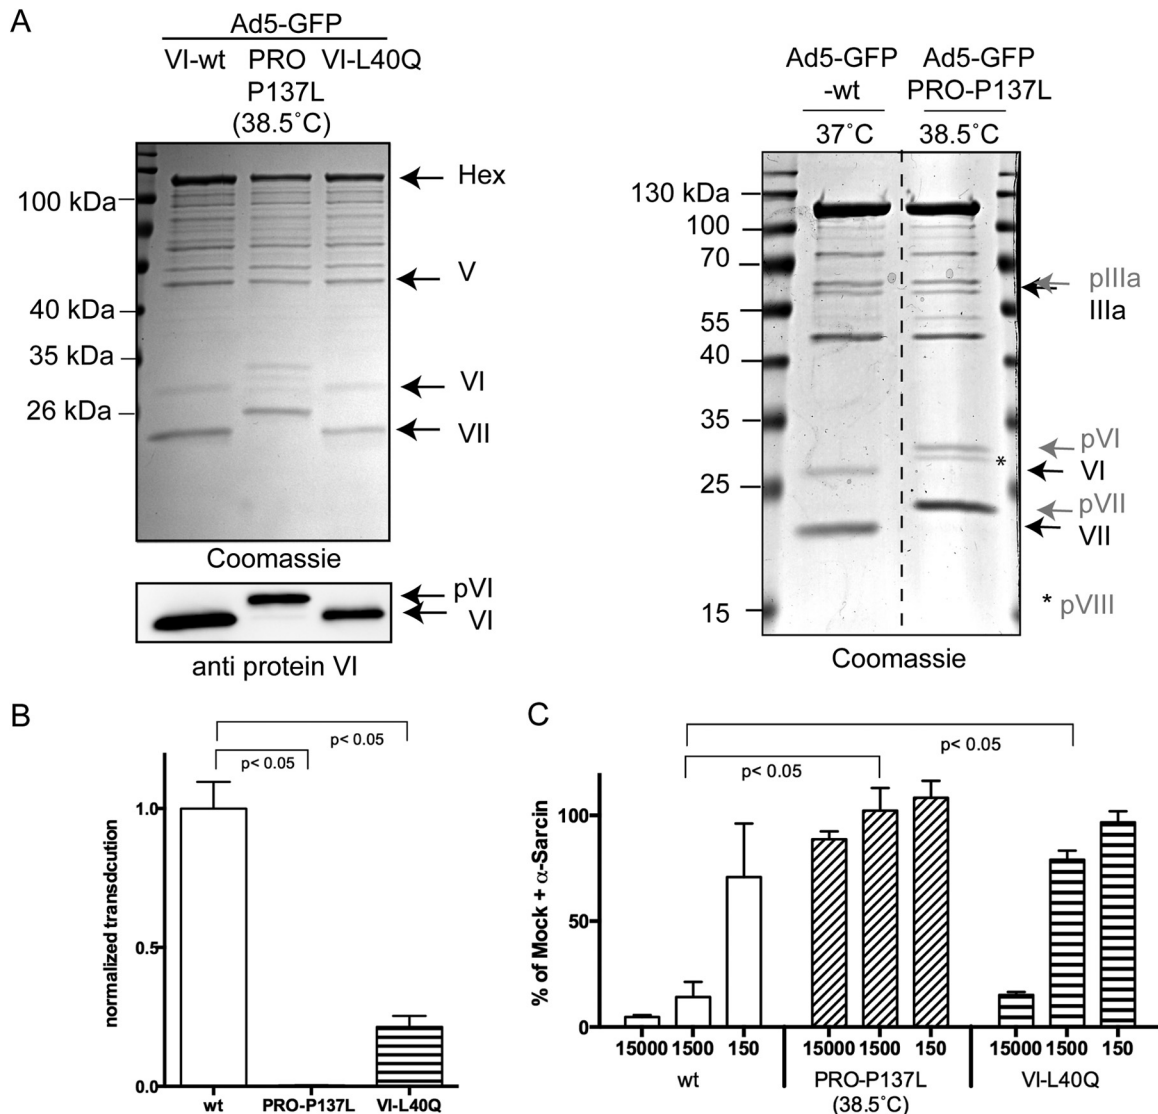 A
Ad5-GFP
VI-wt PRO VI-L40Q
P137L
(38.5˚C)
100 kDa
40 kDa
35 kDa
26 kDa
Hex
V
VI
VII
Coomassie
pVI
VI
anti protein VI
Ad5-GFP Ad5-GFP
-wt PRO-P137L
37˚C 38.5˚C
130 kDa
100
70
55
40
35
25
15
pIIIa
IIIa
pVI
*
VI
pVII
VII
* pVIII
Coomassie
B
p< 0.05
p< 0.05
normalized transdcution
1.0
0.5
0.0
wt PRO-P137L VI-L40Q
C
p< 0.05
p< 0.05
% of Mock + α-Sarcin
100
50
0
15000 1500 150 15000 1500 150 15000 1500 150
wt PRO-P137L VI-L40Q
(38.5˚C)